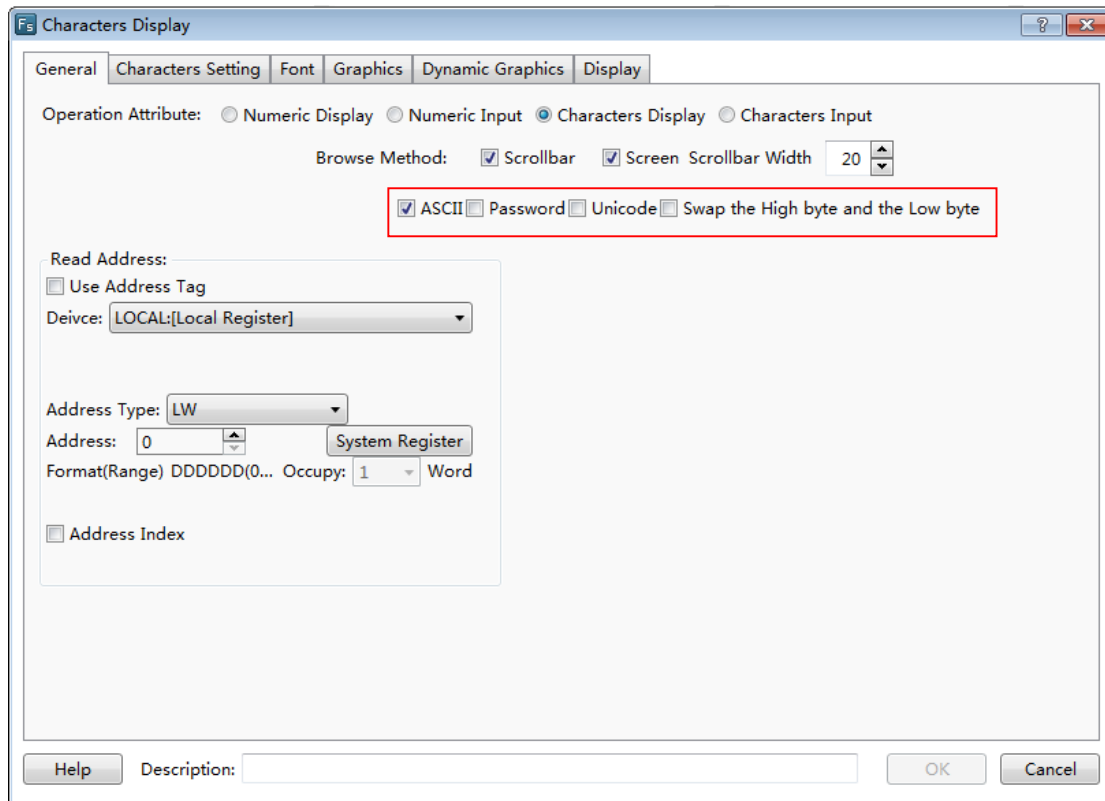 Fs Characters Display
General Characters Setting Font Graphics Dynamic Graphics Display
Operation Attribute: Numeric Display Numeric Input Characters Display Characters Input
Browse Method: Scrollbar Screen Scrollbar Width 20
ASCII Password Unicode Swap the High byte and the Low byte
Read Address:
Use Address Tag
Deivce: LOCAL:[Local Register]
Address Type: LW
Address: 0 System Register
Format(Range) DDDDDD(0... Occupy: 1 Word
Address Index
Help Description: OK Cancel